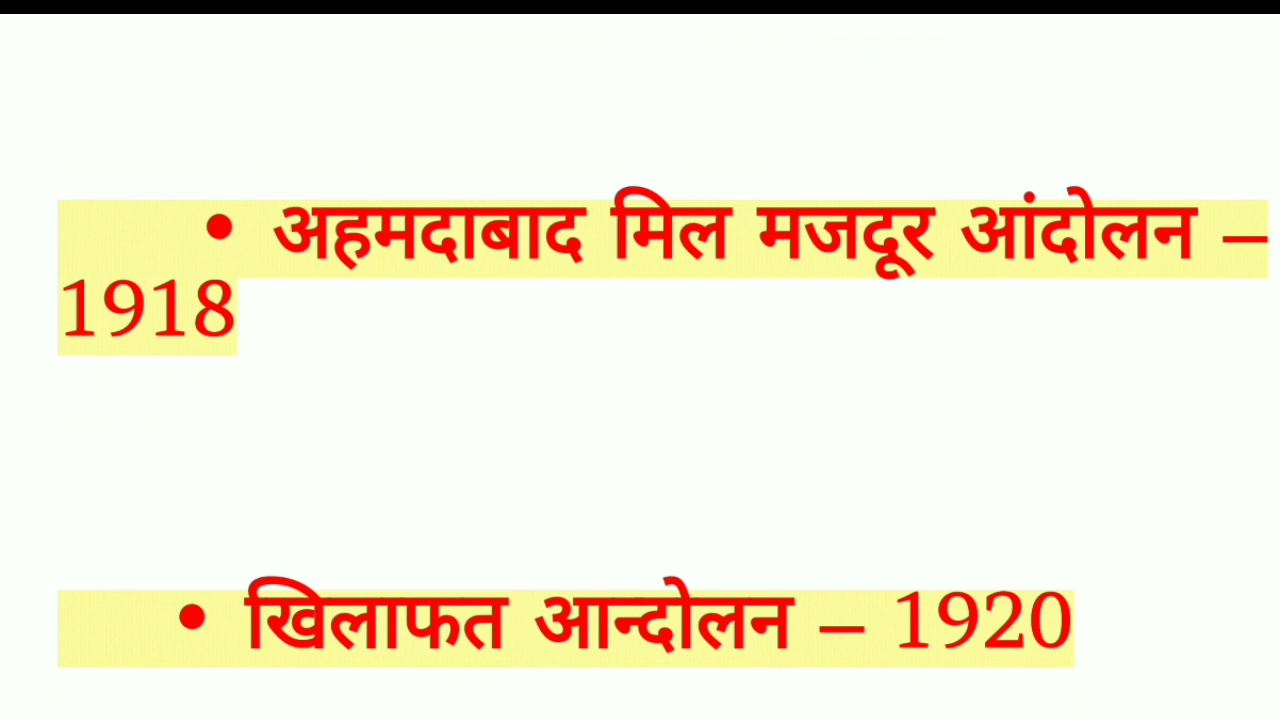 • अहमदाबाद मिल मजदूर आंदोलन –
1918
• खिलाफत आन्दोलन – 1920